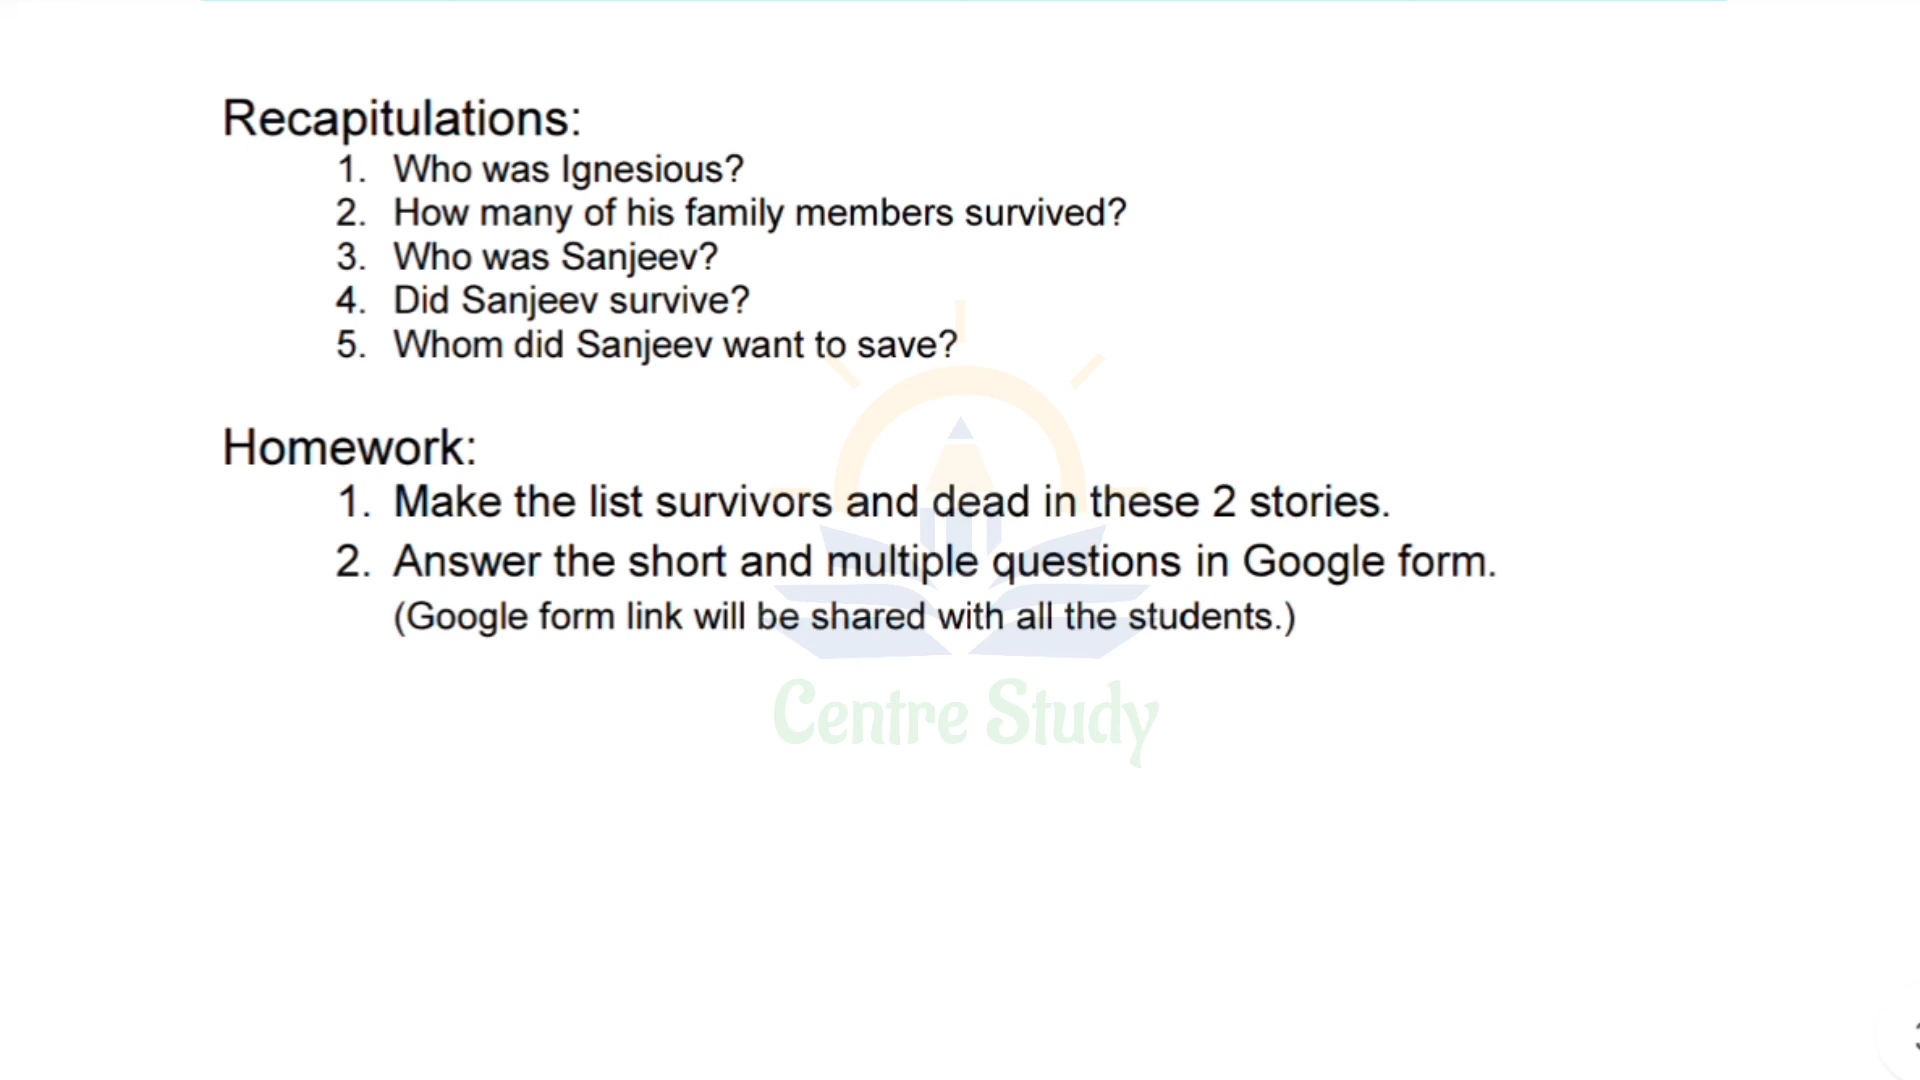 Recapitulations:
1. Who was Ignesious?
2. How many of his family members survived?
3. Who was Sanjeev?
4. Did Sanjeev survive?
5. Whom did Sanjeev want to save?
Homework:
1. Make the list survivors and dead in these 2 stories.
2. Answer the short and multiple questions in Google form.
(Google form link will be shared with all the students.)
Centre Study